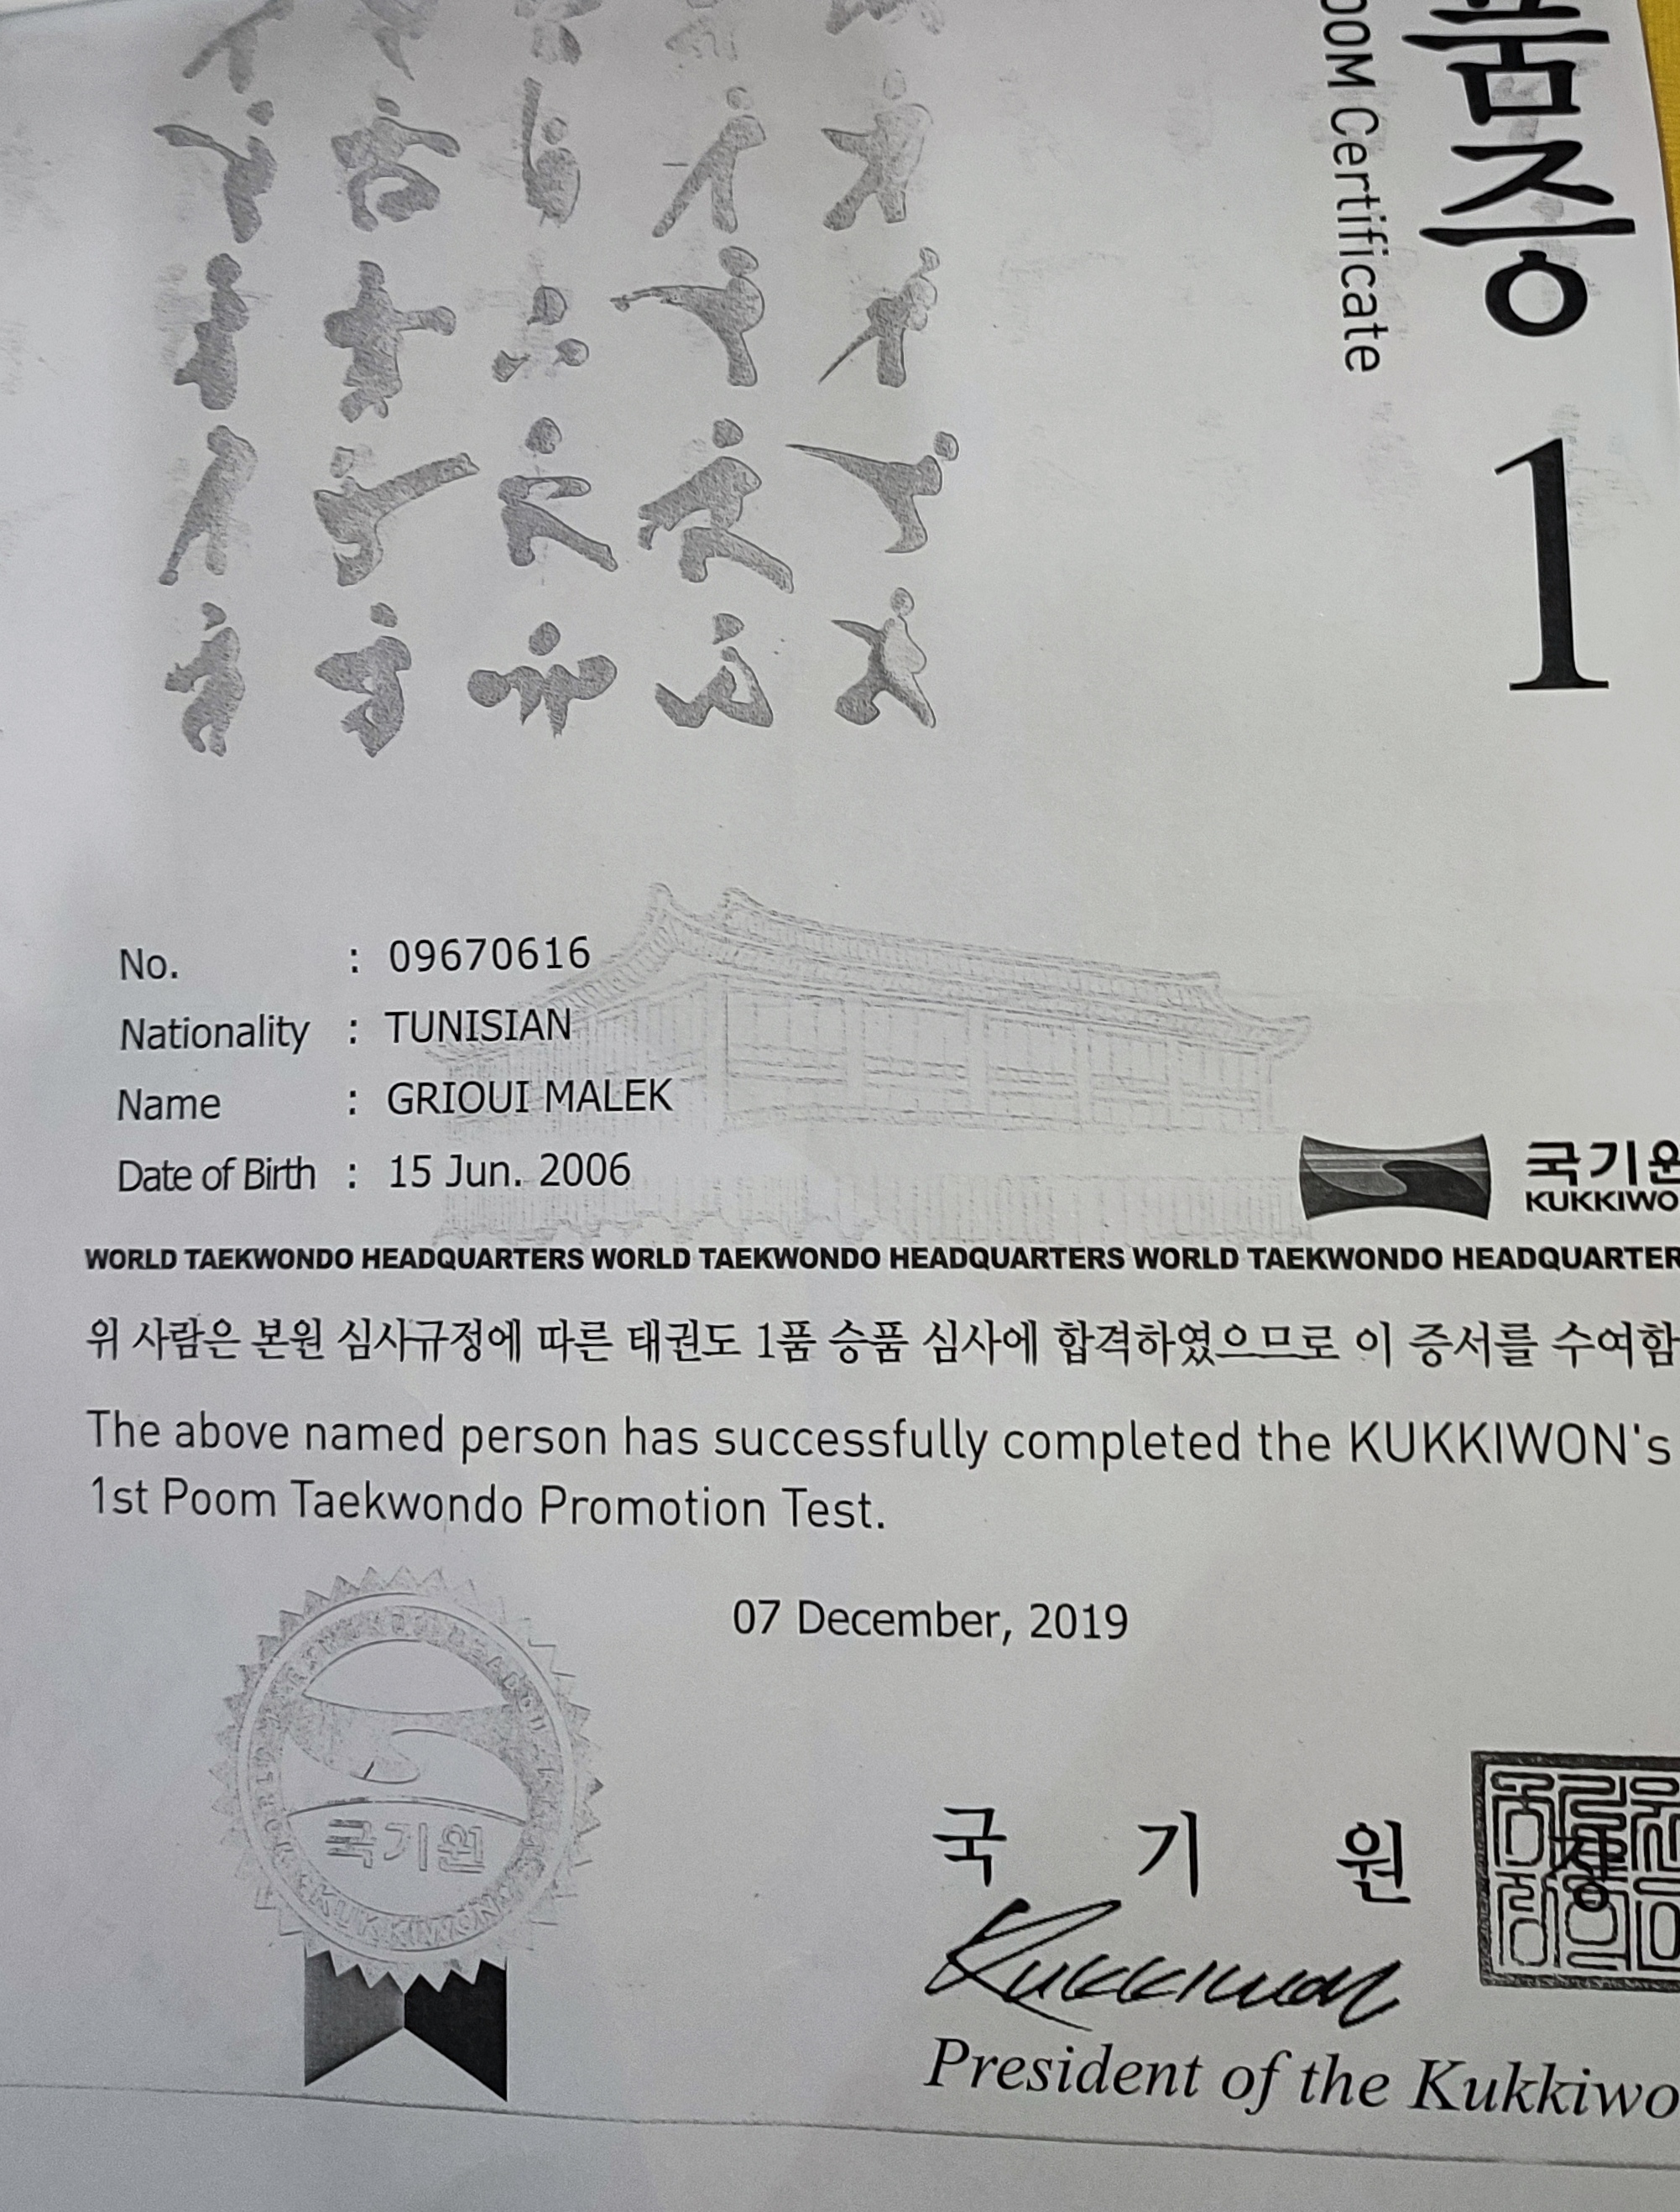 품증
Certificate
1
No. : 09670616
Nationality : TUNISIAN
Name : GRIOUI MALEK
Date of Birth : 15 Jun. 2006
국기원
KUKKIWO
WORLD TAEKWONDO HEADQUARTERS WORLD TAEKWONDO HEADQUARTERS WORLD TAEKWONDO HEADQUARTER
위 사람은 본원 심사규정에 따른 태권도 1품 승품 심사에 합격하였으므로 이 증서를 수여함
The above named person has successfully completed the KUKKIWON's
1st Poom Taekwondo Promotion Test.
07 December, 2019
국기원
KUKKIWON
국 기 원
Kukkiwon
President of the Kukkiwo